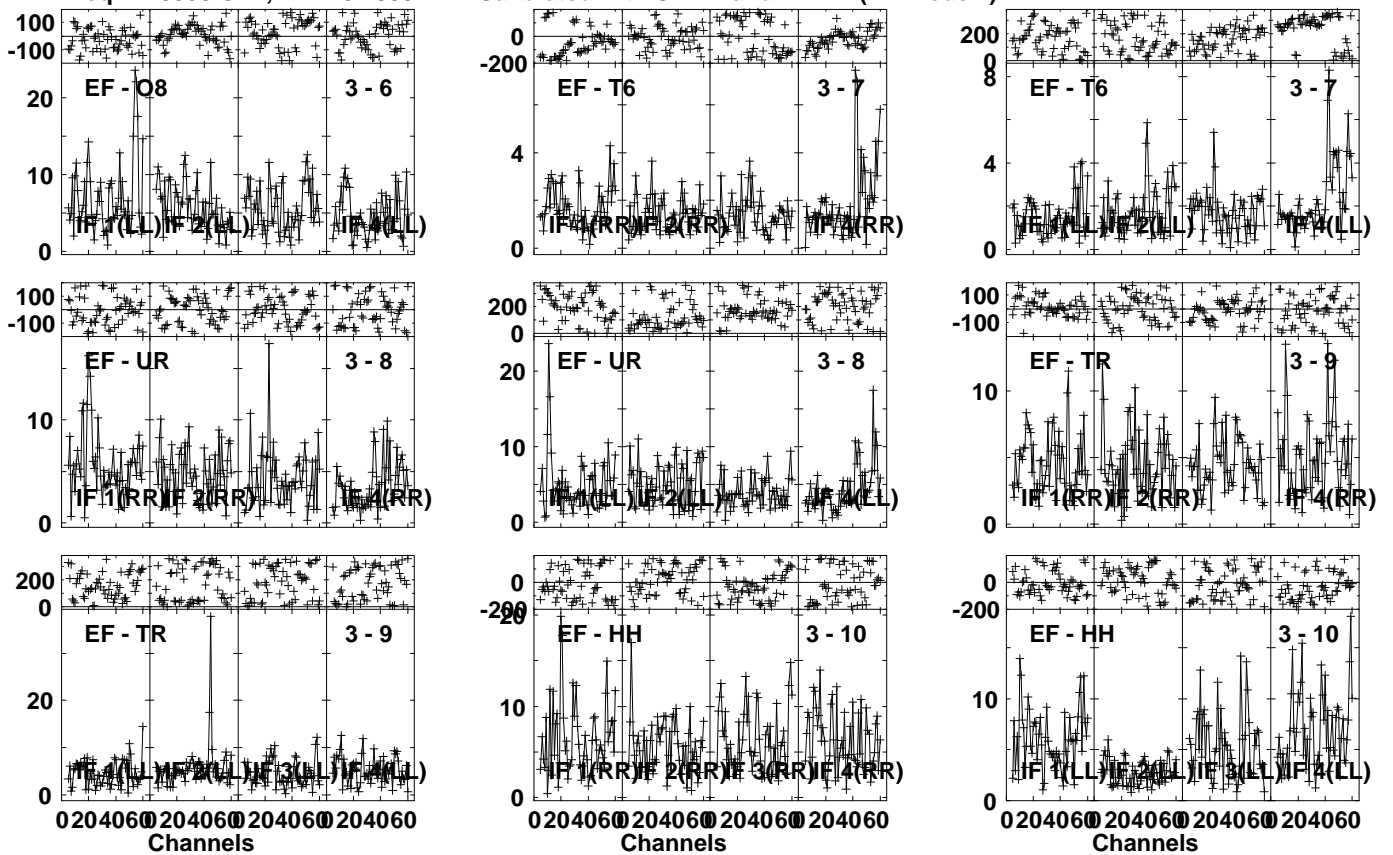 100
-100
EF - O8
3 - 6
20
10
0
IF 1(LL)
IF 2(LL)
IF 4(LL)
0
-200
EF - T6
3 - 7
4
0
IF 1(RR)
IF 2(RR)
IF 4(RR)
200
0
EF - T6
3 - 7
8
4
0
IF 1(LL)
IF 2(LL)
IF 4(LL)
100
-100
EF - UR
3 - 8
10
0
IF 1(RR)
IF 2(RR)
IF 4(RR)
200
0
EF - UR
3 - 8
20
10
0
IF 1(LL)
IF 2(LL)
IF 4(LL)
100
-100
EF - TR
3 - 9
10
0
IF 1(RR)
IF 2(RR)
IF 4(RR)
200
0
EF - TR
3 - 9
20
0
IF 1(LL)
IF 2(LL)
IF 3(LL)
IF 4(LL)
0 20 40 60 0 20 40 60 0 20 40 60 0 20 40 60
Channels
0
-200
20
EF - HH
3 - 10
10
0
IF 1(RR)
IF 2(RR)
IF 3(RR)
IF 4(RR)
0 20 40 60 0 20 40 60 0 20 40 60 0 20 40 60
Channels
0
-200
EF - HH
3 - 10
10
0
IF 1(LL)
IF 2(LL)
IF 3(LL)
IF 4(LL)
0 20 40 60 0 20 40 60 0 20 40 60 0 20 40 60
Channels